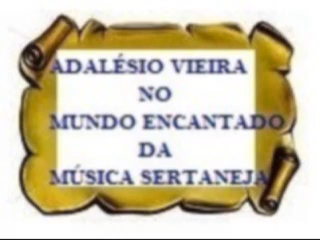 ADALÉSIO VIEIRA
NO
MUNDO ENCANTADO
DA
MÚSICA SERTANEJA